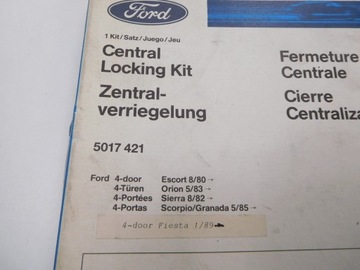 Ford
1 Kit/Satz/Juego/Jeu
Central
Locking Kit
Zentral-
verriegelung
Fermeture
Centrale
Cierre
5017 421
Ford 4-door Escort 8/80→
4-Türen Orion 5/83→
4-Portées Sierra 8/82→
4-Portas Scorpio/Granada 5/85→
4-door Fiesta 1/89→